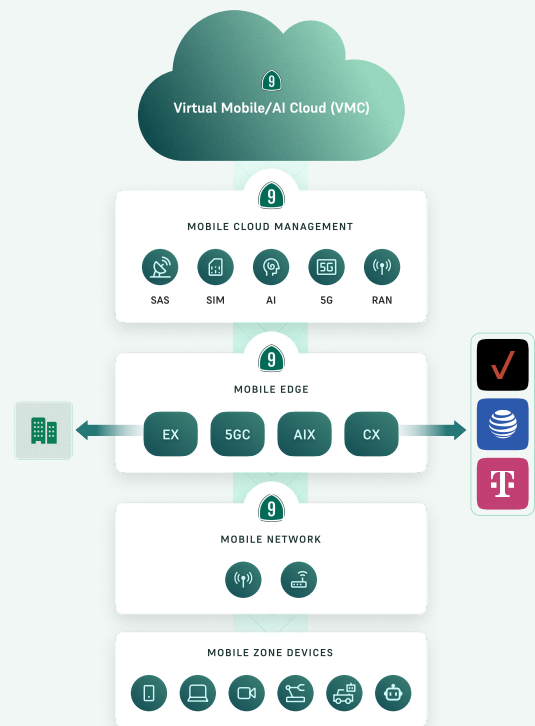 9
Virtual Mobile/AI Cloud (VMC)
9
MOBILE CLOUD MANAGEMENT
5G
SAS SIM AI 5G RAN
9
MOBILE EDGE
EX 5GC AIX CX
T
9
MOBILE NETWORK
MOBILE ZONE DEVICES